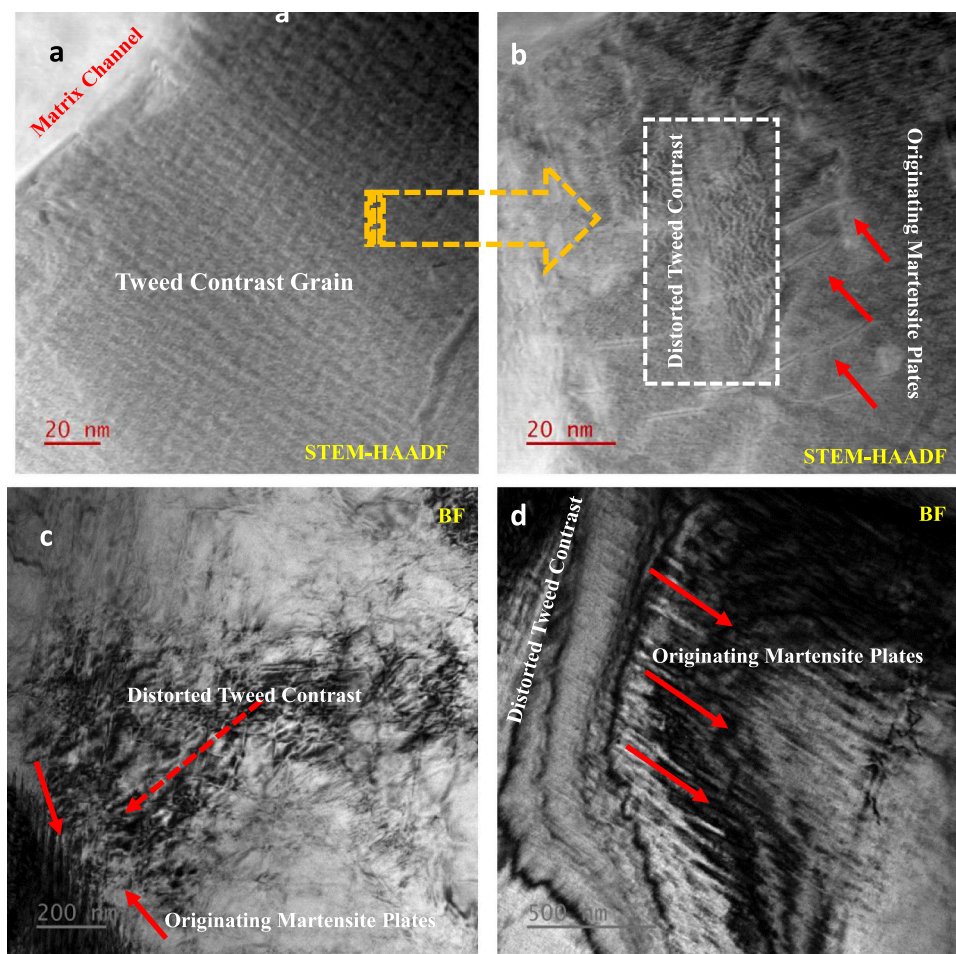 a
a
Matrix Channel
Tweed Contrast Grain
20 nm
STEM-HAADF
b
Distorted Tweed Contrast
Originating Martensite Plates
20 nm
STEM-HAADF
c
BF
Distorted Tweed Contrast
200 nm
Originating Martensite Plates
d
BF
Distorted Tweed Contrast
Originating Martensite Plates
500 nm